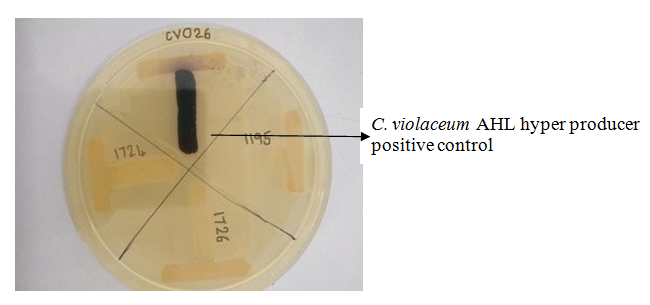 CV026
1195
C. violaceum AHL hyper producer
positive control
1724
1726